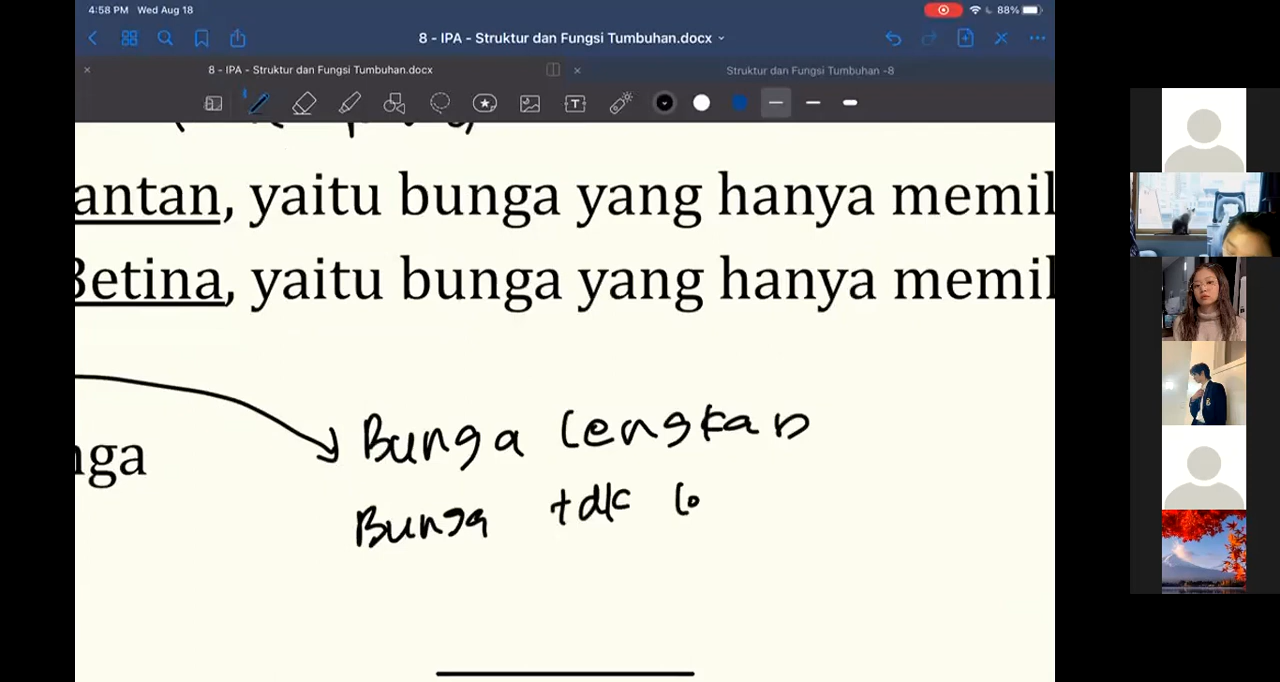 4:58 PM Wed Aug 18
88%
8 - IPA - Struktur dan Fungsi Tumbuhan.docx
8 - IPA - Struktur dan Fungsi Tumbuhan.docx
Struktur dan Fungsi Tumbuhan -8
antan, yaitu bunga yang hanya memil
Betina, yaitu bunga yang hanya memil
nga
Bunga lengkap
Bunga tdk